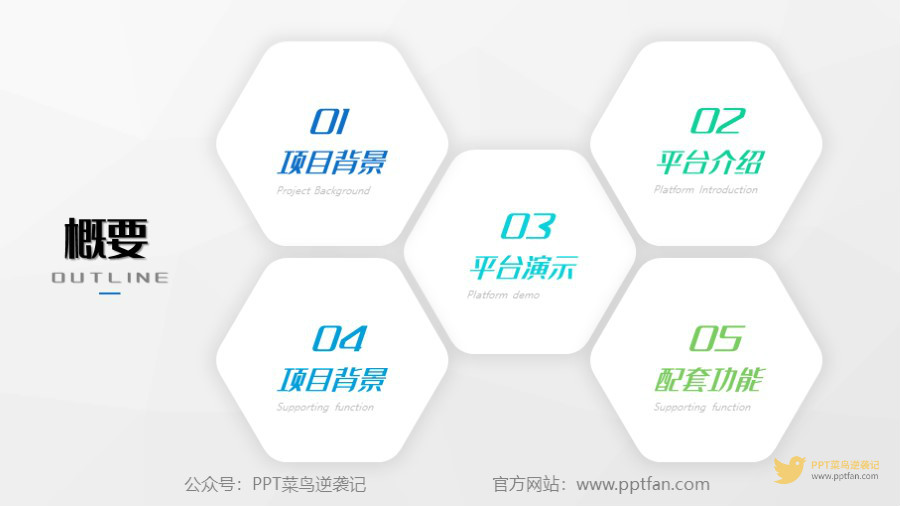 概要
OUTLINE
01
项目背景
Project Background
02
平台介绍
Platform Introduction
03
平台演示
Platform demo
04
项目背景
Supporting function
05
配套功能
Supporting function
公众号：PPT菜鸟逆袭记
官方网站：www.pptfan.com
PPT菜鸟逆袭记
www.pptfan.com